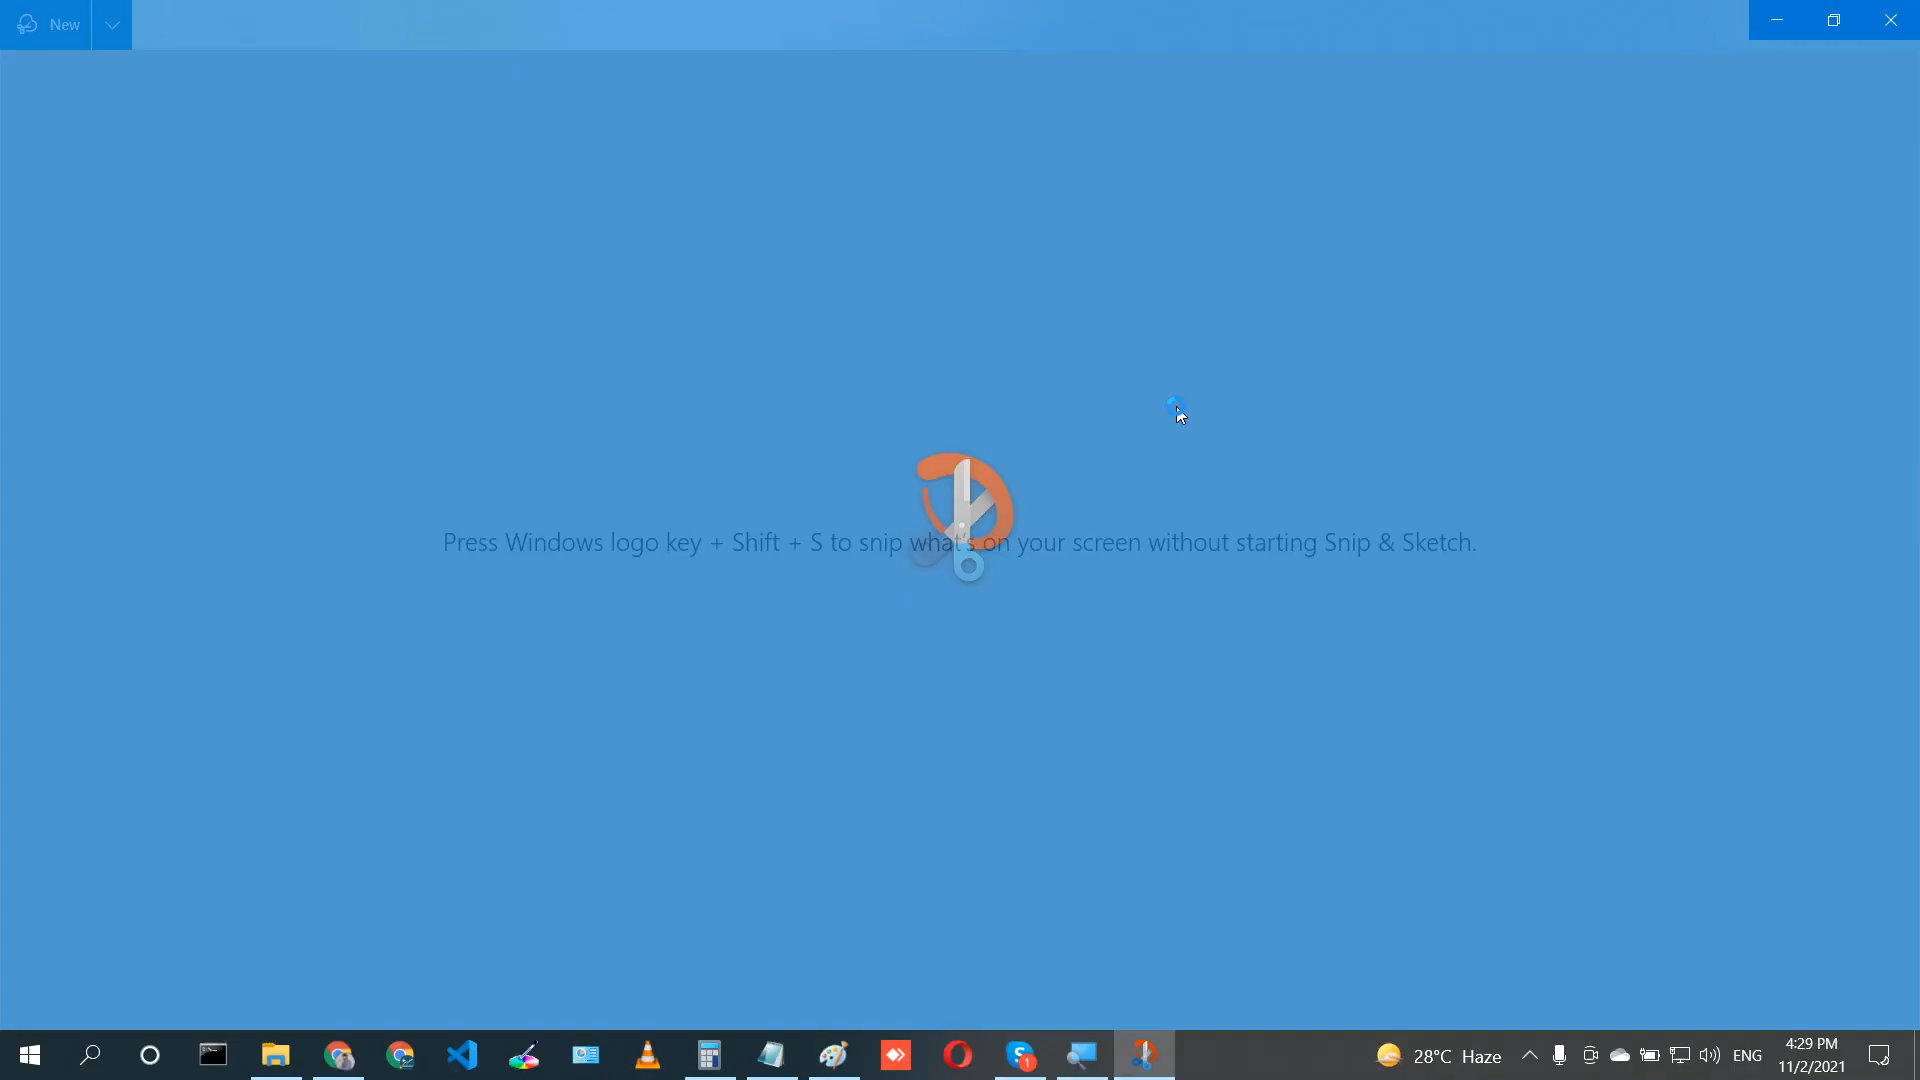 New
Press Windows logo key + Shift + S to snip what's on your screen without starting Snip & Sketch.
S 1
28°C Haze
ENG
4:29 PM
11/2/2021